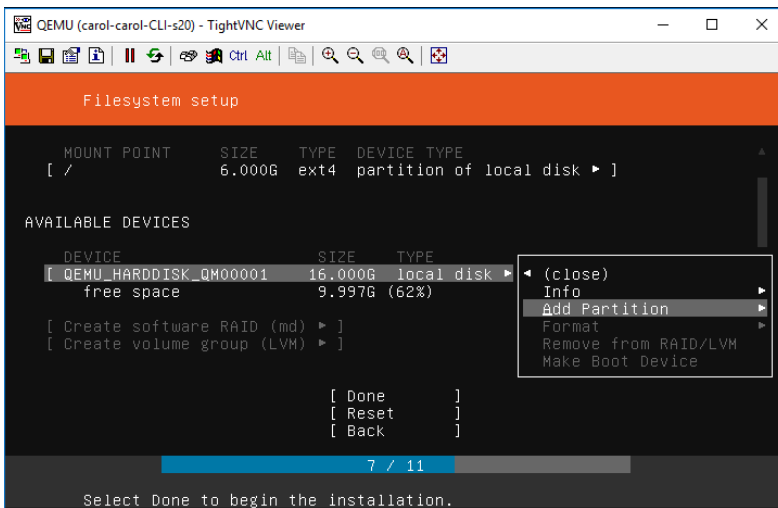 QEMU (carol-carol-CLI-s20) - TightVNC Viewer
Ctrl Alt
Filesystem setup
MOUNT POINT SIZE TYPE DEVICE TYPE
[ / 6.000G ext4 partition of local disk ▸ ]
AVAILABLE DEVICES
DEVICE SIZE TYPE
[ QEMU_HARDDISK_QM00001 16.000G local disk ▸
free space 9.997G (62%)
[ Create software RAID (md) ▸ ]
[ Create volume group (LVM) ▸ ]
◂ (close)
Info ▸
Add Partition ▸
Format ▸
Remove from RAID/LVM
Make Boot Device
[ Done ]
[ Reset ]
[ Back ]
7 / 11
Select Done to begin the installation.